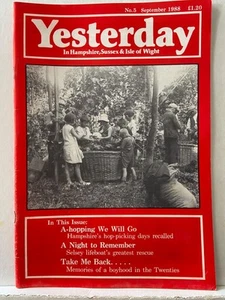 No.5 September 1988 £1.20
Yesterday
In Hampshire, Sussex & Isle of Wight
In This Issue:
A-hopping We Will Go
Hampshire's hop-picking days recalled
A Night to Remember
Selsey lifeboat's greatest rescue
Take Me Back.....
Memories of a boyhood in the Twenties